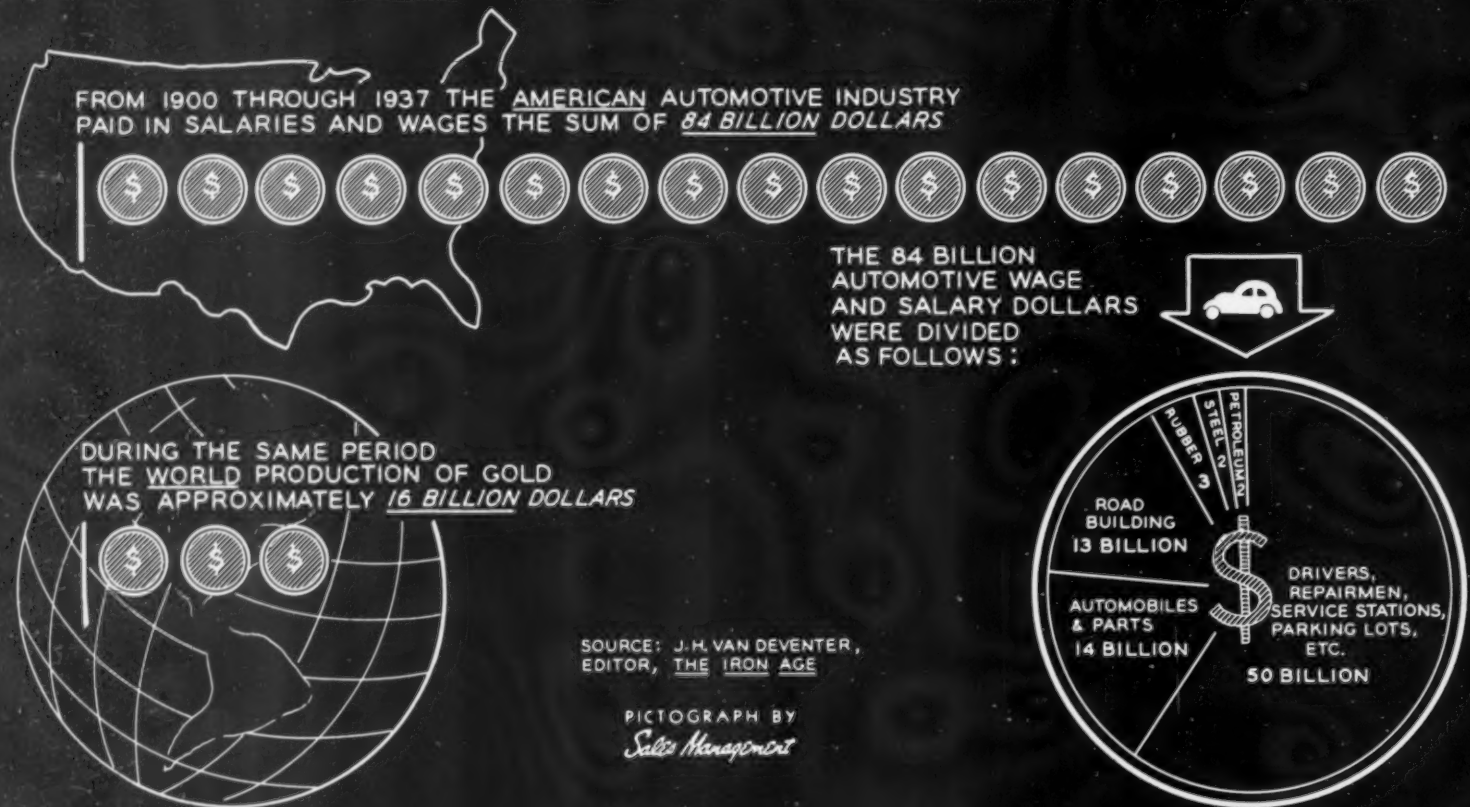 FROM 1900 THROUGH 1937 THE AMERICAN AUTOMOTIVE INDUSTRY
PAID IN SALARIES AND WAGES THE SUM OF 84 BILLION DOLLARS
$ $ $ $ $ $ $ $ $ $ $ $ $ $ $ $ $
THE 84 BILLION
AUTOMOTIVE WAGE
AND SALARY DOLLARS
WERE DIVIDED
AS FOLLOWS:
DURING THE SAME PERIOD
THE WORLD PRODUCTION OF GOLD
WAS APPROXIMATELY 16 BILLION DOLLARS
$ $ $
RUBBER 3
STEEL 2
PETROLEUM 2
ROAD
BUILDING
13 BILLION
$
AUTOMOBILES
& PARTS
14 BILLION
DRIVERS,
REPAIRMEN,
SERVICE STATIONS,
PARKING LOTS,
ETC.
50 BILLION
SOURCE: J.H. VAN DEVENTER,
EDITOR, THE IRON AGE
PICTOGRAPH BY
Sales Management